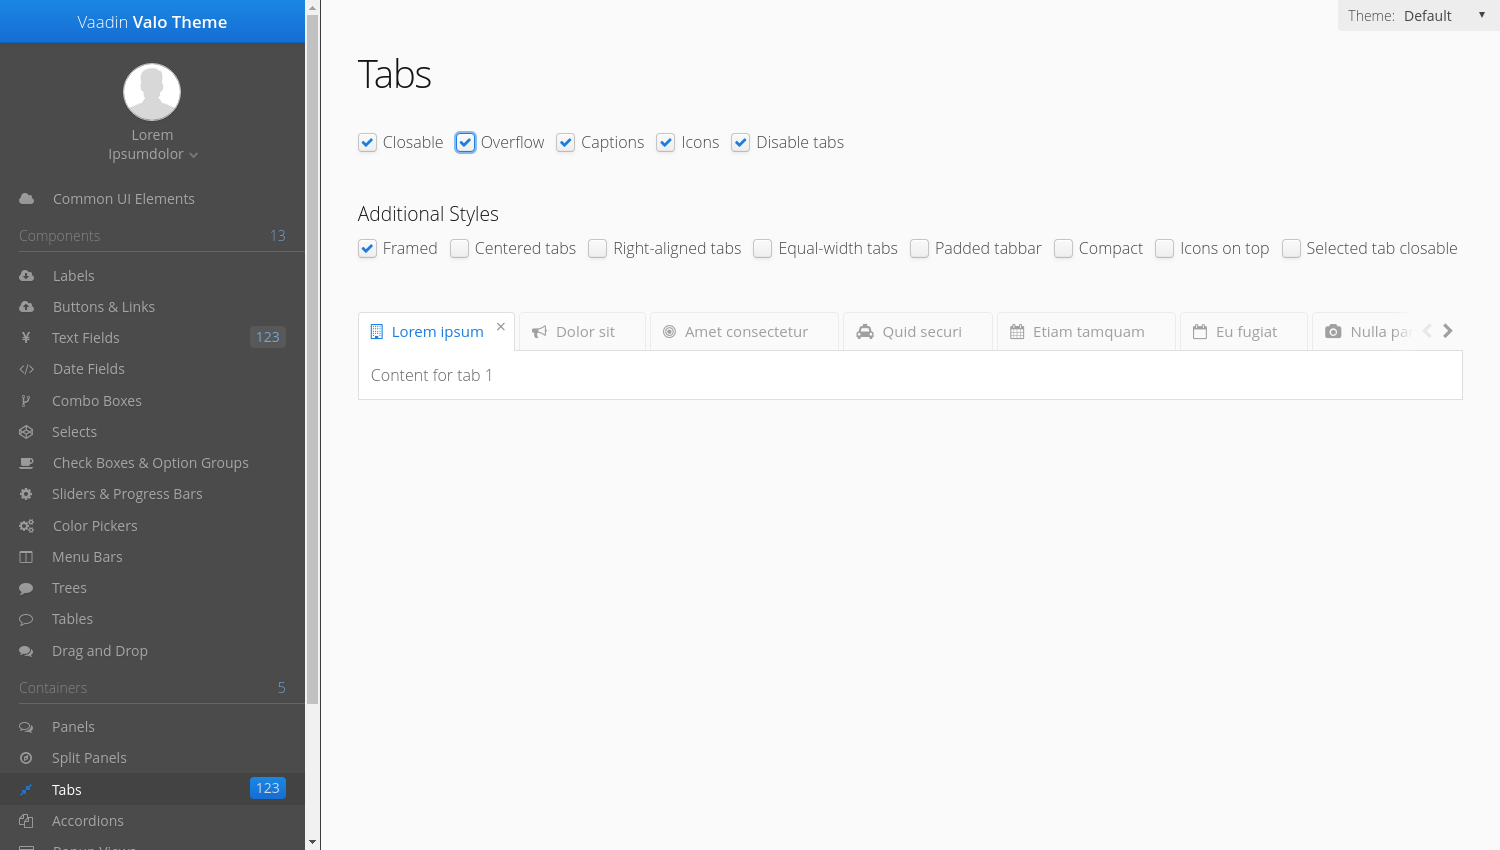 Vaadin Valo Theme
Lorem
Ipsumdolor
Common UI Elements
Components 13
Labels
Buttons & Links
Text Fields 123
Date Fields
Combo Boxes
Selects
Check Boxes & Option Groups
Sliders & Progress Bars
Color Pickers
Menu Bars
Trees
Tables
Drag and Drop
Containers 5
Panels
Split Panels
Tabs 123
Accordions
Popup Views
Theme: Default
Tabs
Closable Overflow Captions Icons Disable tabs
Additional Styles
Framed Centered tabs Right-aligned tabs Equal-width tabs Padded tabbar Compact Icons on top Selected tab closable
Lorem ipsum Dolor sit Amet consectetur Quid securi Etiam tamquam Eu fugiat Nulla
Content for tab 1